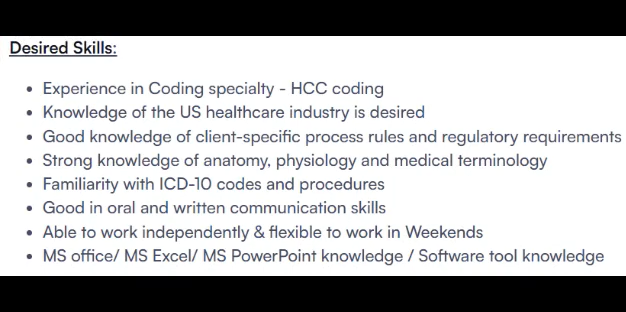 Desired Skills:
• Experience in Coding specialty - HCC coding
• Knowledge of the US healthcare industry is desired
• Good knowledge of client-specific process rules and regulatory requirements
• Strong knowledge of anatomy, physiology and medical terminology
• Familiarity with ICD-10 codes and procedures
• Good in oral and written communication skills
• Able to work independently & flexible to work in Weekends
• MS office/ MS Excel/ MS PowerPoint knowledge / Software tool knowledge